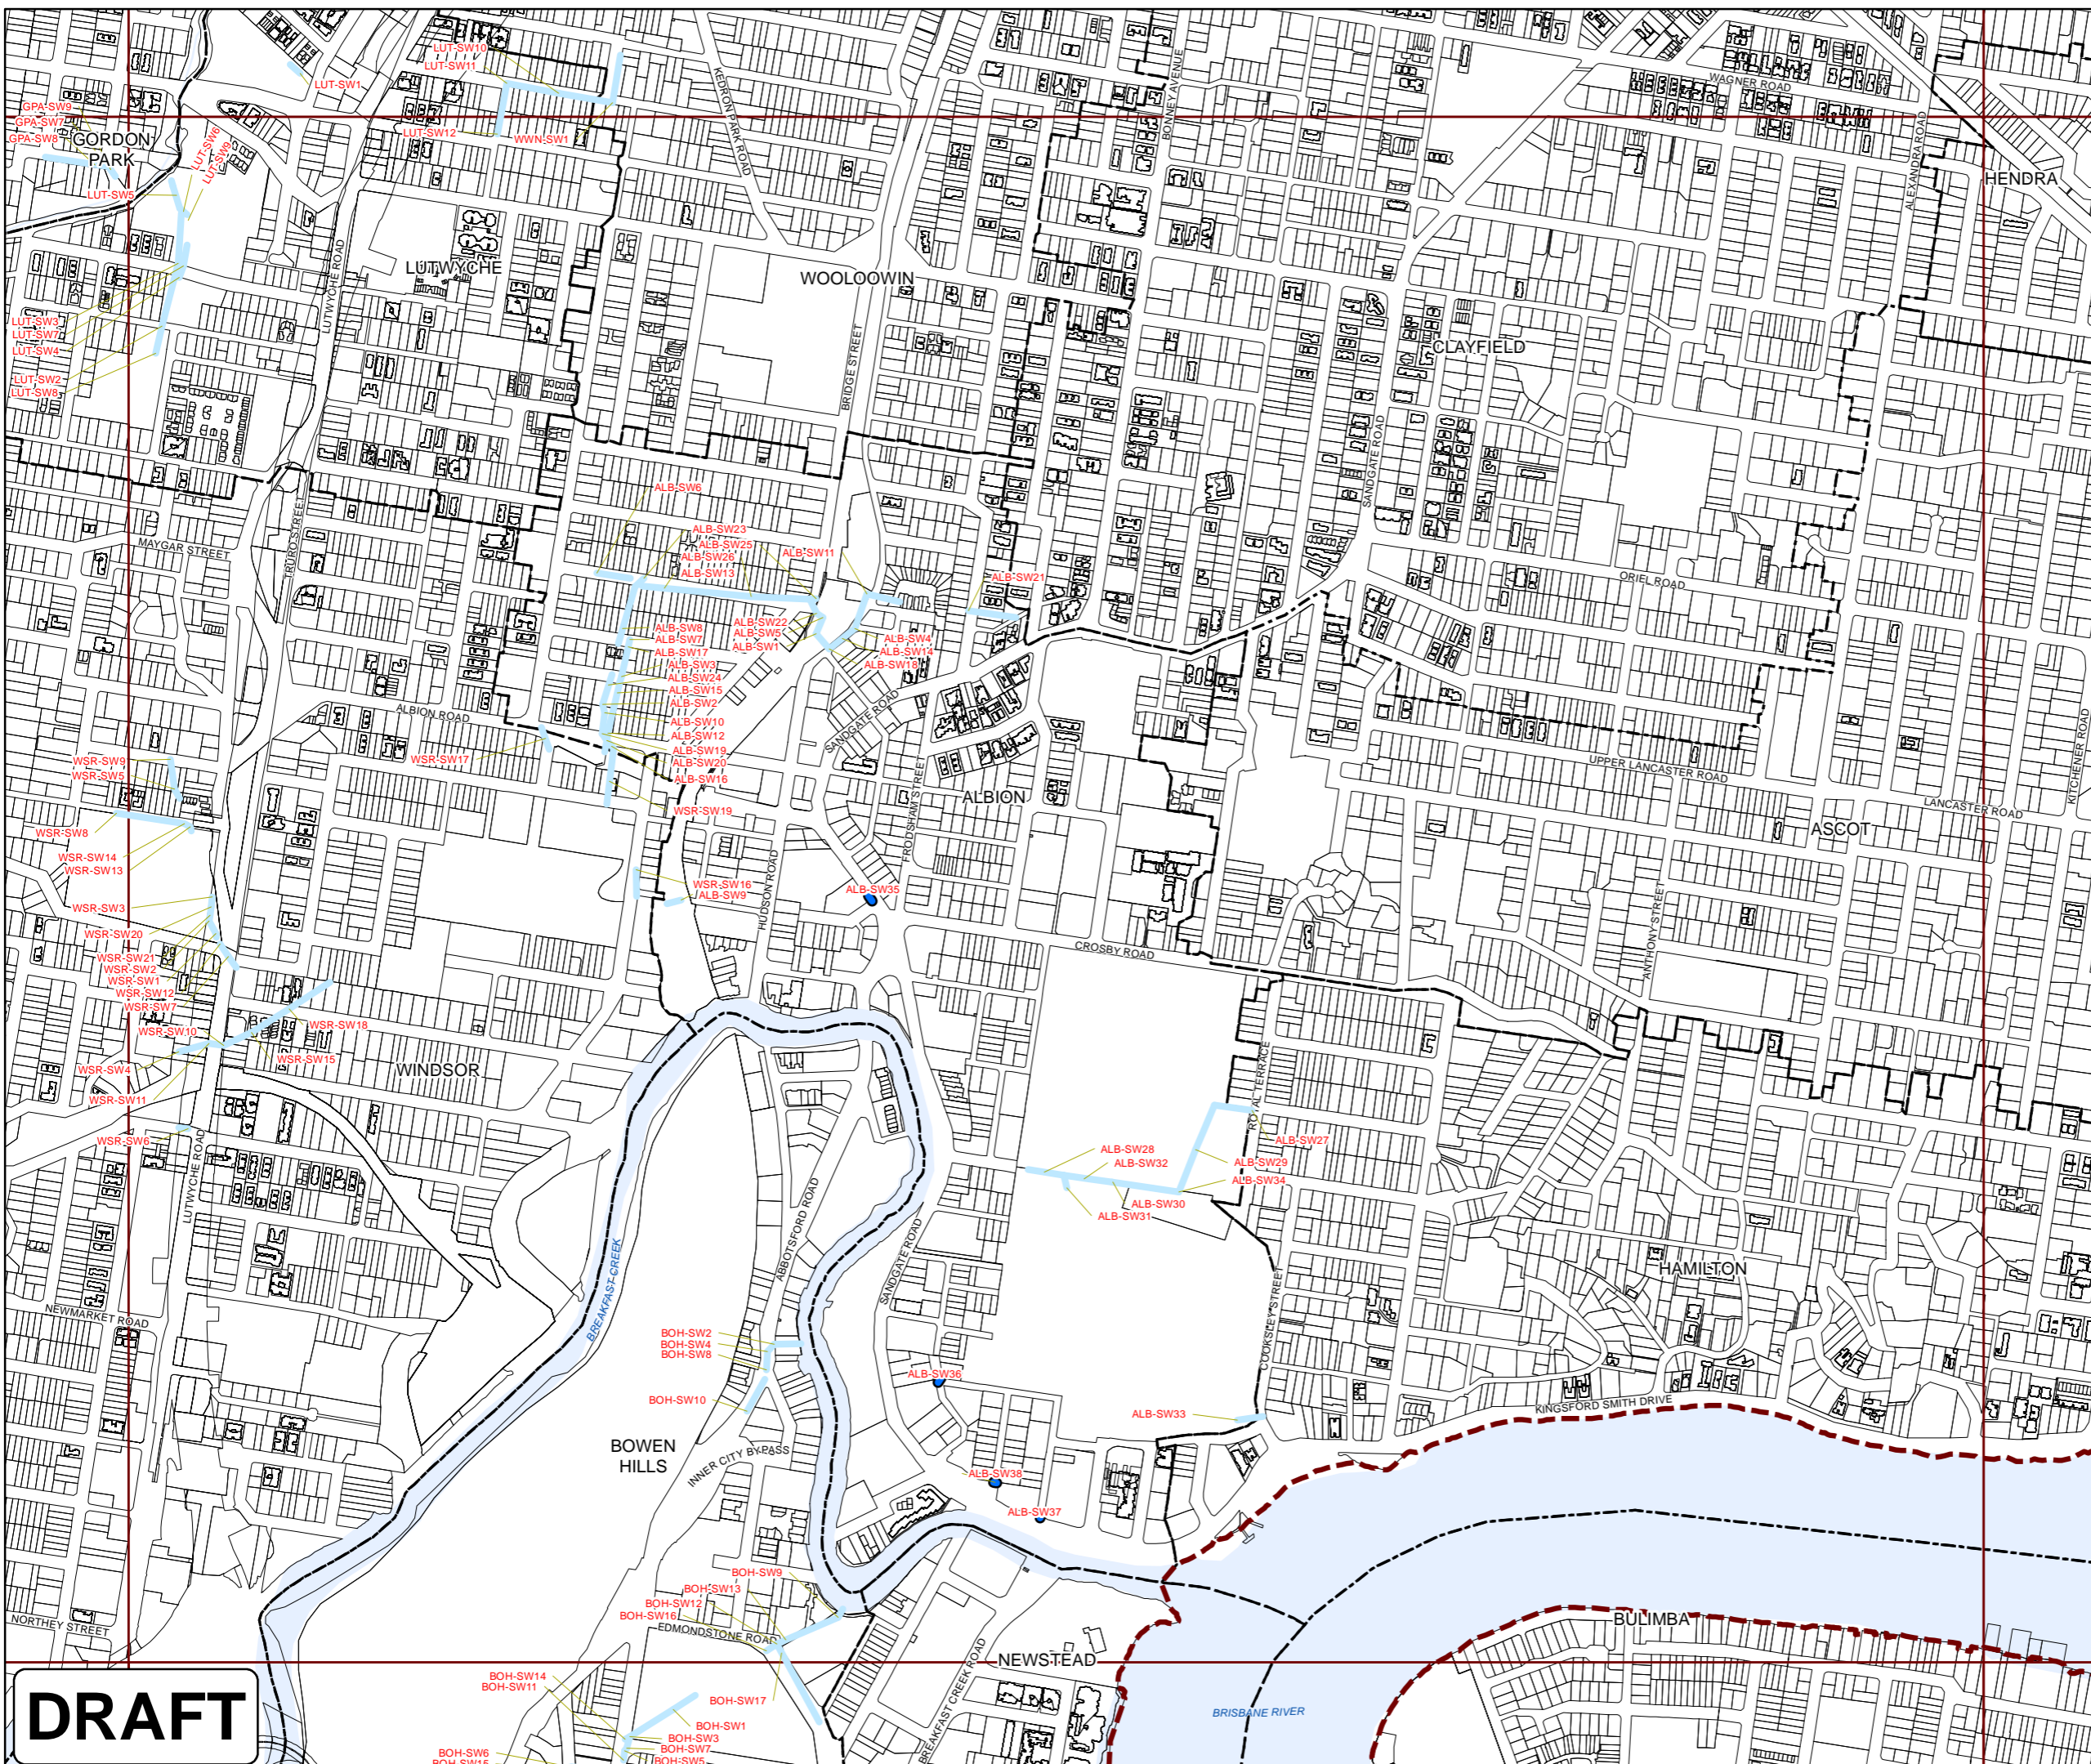 LUT-SW10
LUT-SW11
LUT-SW1
WAGNER ROAD
KEDRON PARK ROAD
BONNEY AVENUE
ALEXANDRA ROAD
GPA-SW9
GPA-SW7
GPA-SW8
GORDON
PARK
LUT-SW6
LUT-SW9
LUT-SW12
WWN-SW1
HENDRA
LUT-SW5
LUTWYCHE ROAD
LUTWYCHE
WOOLOOWIN
LUT-SW3
LUT-SW7
LUT-SW4
LUT-SW2
LUT-SW8
BRIDGE STREET
CLAYFIELD
SANDGATE ROAD
ALB-SW6
MAYGAR STREET
TRURO STREET
ALB-SW23
ALB-SW25
ALB-SW26
ALB-SW13
ALB-SW11
ALB-SW21
ORIEL ROAD
ALB-SW8
ALB-SW7
ALB-SW17
ALB-SW3
ALB-SW24
ALB-SW15
ALB-SW2
ALB-SW10
ALB-SW12
ALB-SW19
ALB-SW20
ALB-SW16
ALB-SW22
ALB-SW5
ALB-SW1
ALB-SW4
ALB-SW14
ALB-SW18
ALBION ROAD
SANDGATE ROAD
KITCHENER ROAD
WSR-SW9
WSR-SW5
WSR-SW17
WSR-SW19
UPPER LANCASTER ROAD
LANCASTER ROAD
ALBION
FRODSHAM STREET
ASCOT
WSR-SW8
WSR-SW14
WSR-SW13
HUDSON ROAD
WSR-SW16
ALB-SW9
ALB-SW35
ANTHONY STREET
WSR-SW3
WSR-SW20
WSR-SW21
WSR-SW2
WSR-SW1
WSR-SW12
WSR-SW7
CROSBY ROAD
WSR-SW10
WSR-SW18
WSR-SW15
WSR-SW4
WSR-SW11
WINDSOR
ROYAL TERRACE
WSR-SW6
LUTWYCHE ROAD
ALB-SW28
ALB-SW32
ALB-SW27
ALB-SW29
ALB-SW34
ALB-SW30
ALB-SW31
ABBOTSFORD ROAD
SANDGATE ROAD
BREAKFAST CREEK
HAMILTON
COOKSLEY STREET
NEWMARKET ROAD
BOH-SW2
BOH-SW4
BOH-SW8
BOH-SW10
ALB-SW36
ALB-SW33
KINGSFORD SMITH DRIVE
BOWEN
HILLS
INNER CITY BYPASS
ALB-SW38
ALB-SW37
BOH-SW9
BOH-SW13
BOH-SW12
BOH-SW16
EDMONDSTONE ROAD
NORTHEY STREET
BULIMBA
NEWSTEAD
BREAKFAST CREEK ROAD
BOH-SW14
BOH-SW11
BOH-SW17
BRISBANE RIVER
DRAFT
BOH-SW1
BOH-SW3
BOH-SW7
BOH-SW5
BOH-SW6
BOH-SW15